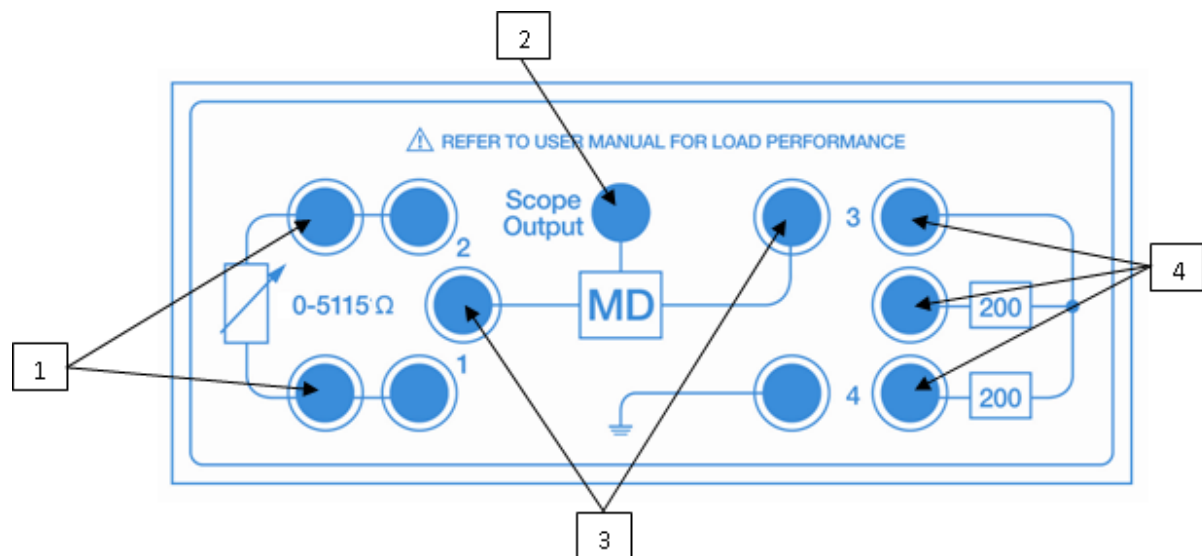 2
⚠ REFER TO USER MANUAL FOR LOAD PERFORMANCE
Scope
Output
2
3
4
0-5115 Ω
MD
200
1
1
4
200
3